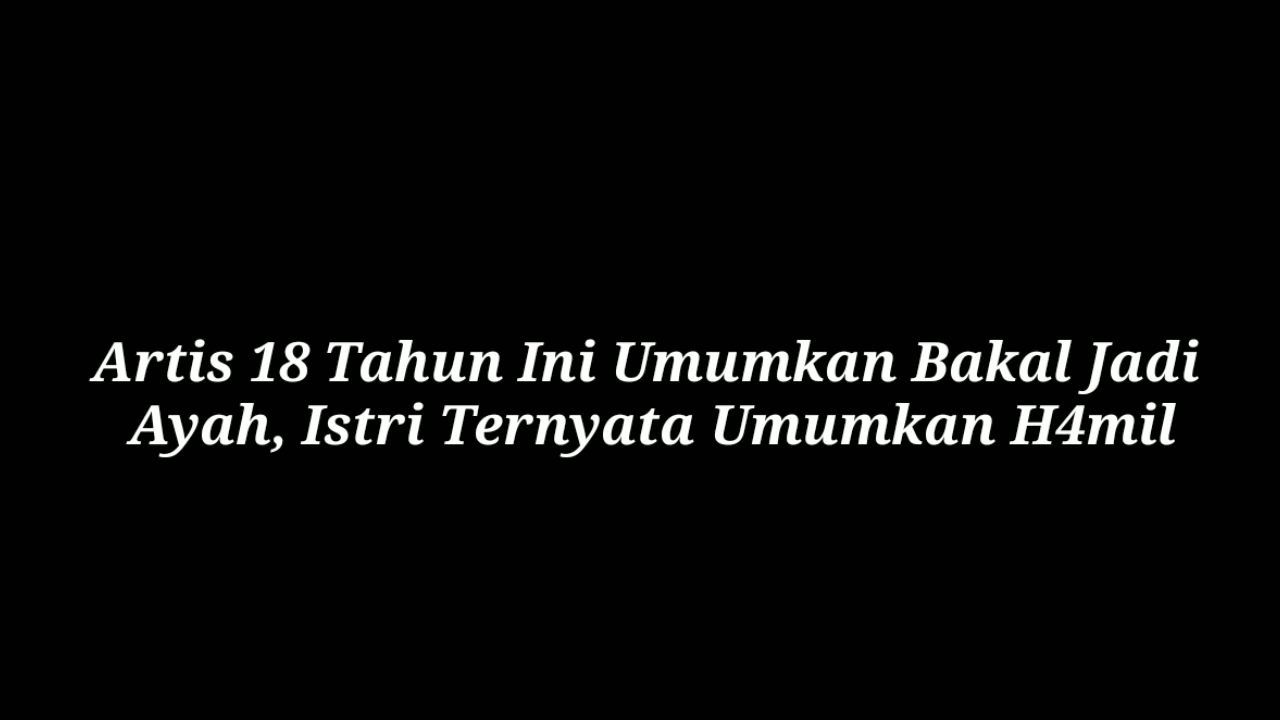 Artis 18 Tahun Ini Umumkan Bakal Jadi
Ayah, Istri Ternyata Umumkan H4mil